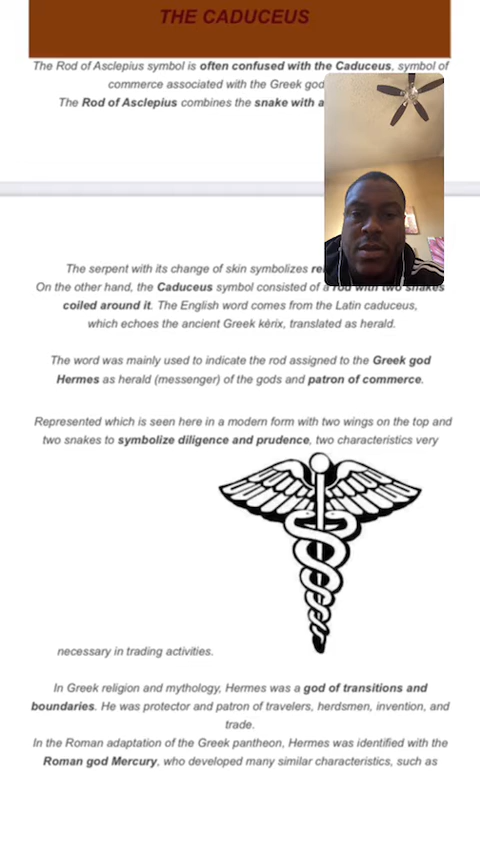 THE CADUCEUS
The Rod of Asclepius symbol is often confused with the Caduceus, symbol of
commerce associated with the Greek god
The Rod of Asclepius combines the snake with a
The serpent with its change of skin symbolizes
On the other hand, the Caduceus symbol consisted of a rod with two snakes
coiled around it. The English word comes from the Latin caduceus,
which echoes the ancient Greek kérix, translated as herald.
The word was mainly used to indicate the rod assigned to the Greek god
Hermes as herald (messenger) of the gods and patron of commerce.
Represented which is seen here in a modern form with two wings on the top and
two snakes to symbolize diligence and prudence, two characteristics very
necessary in trading activities.
In Greek religion and mythology, Hermes was a god of transitions and
boundaries. He was protector and patron of travelers, herdsmen, invention, and
trade.
In the Roman adaptation of the Greek pantheon, Hermes was identified with the
Roman god Mercury, who developed many similar characteristics, such as